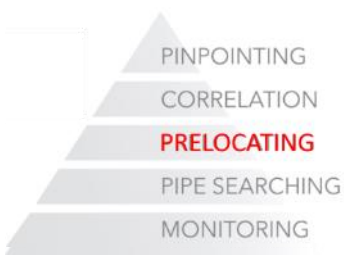 PINPOINTING
CORRELATION
PRELOCATING
PIPE SEARCHING
MONITORING